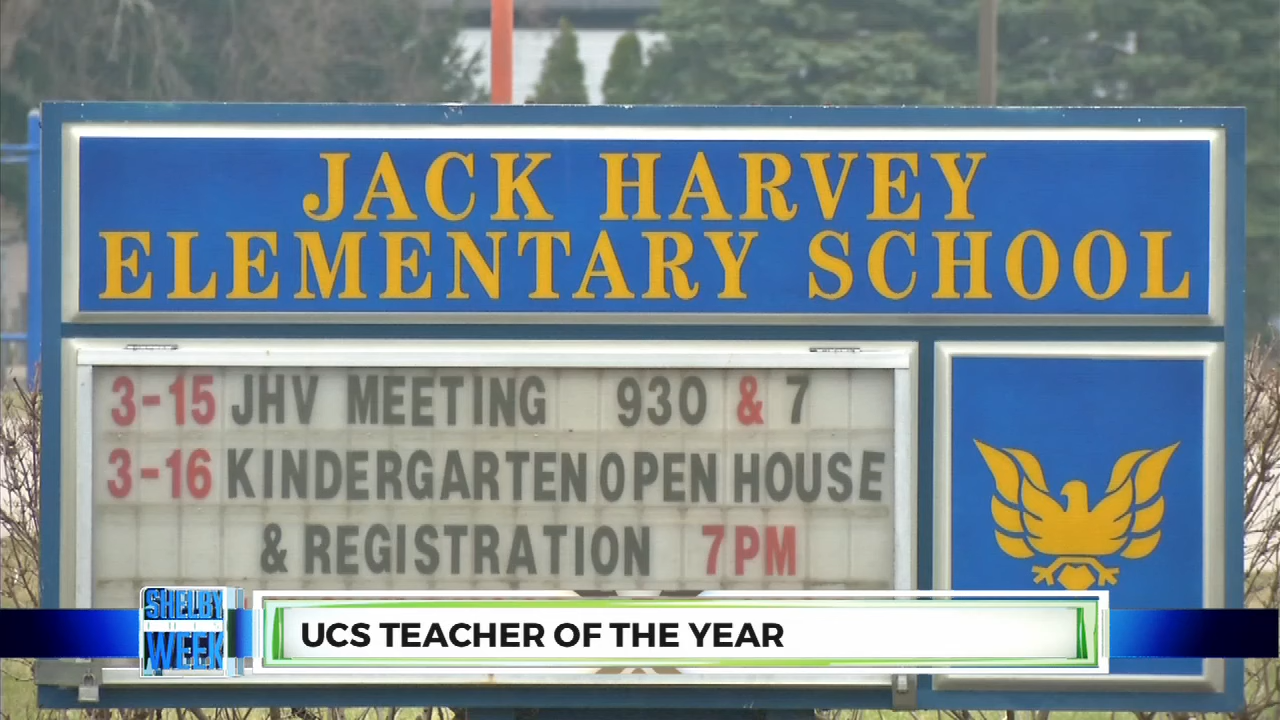 JACK HARVEY
ELEMENTARY SCHOOL
3-15 JHV MEETING 930 & 7
3-16 KINDERGARTEN OPEN HOUSE
& REGISTRATION 7PM
SHELBY
THIS
WEEK
UCS TEACHER OF THE YEAR